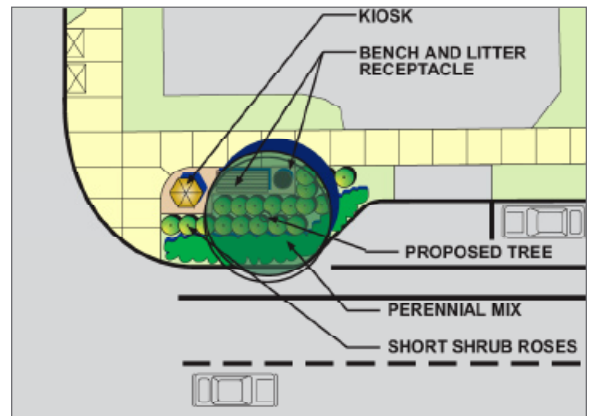 KIOSK
BENCH AND LITTER
RECEPTACLE
PROPOSED TREE
PERENNIAL MIX
SHORT SHRUB ROSES